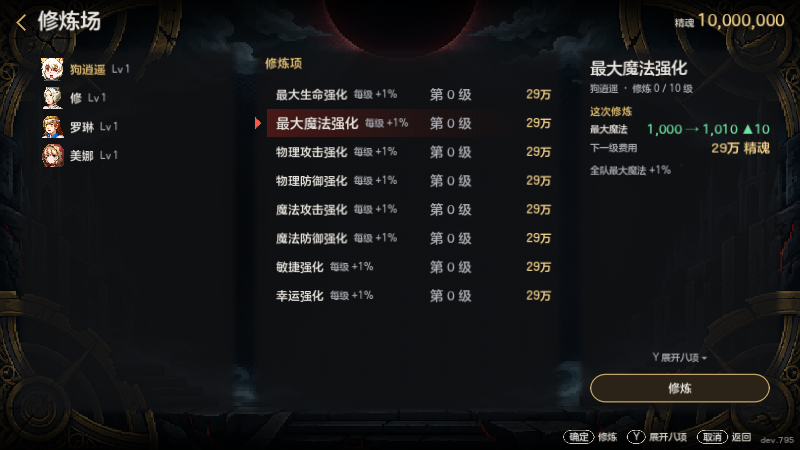 修炼场
精魂 10,000,000
狗逍遥 Lv1
修 Lv1
罗琳 Lv1
美娜 Lv1
修炼项
最大生命强化 每级 +1% 第 0 级 29万
最大魔法强化 每级 +1% 第 0 级 29万
物理攻击强化 每级 +1% 第 0 级 29万
物理防御强化 每级 +1% 第 0 级 29万
魔法攻击强化 每级 +1% 第 0 级 29万
魔法防御强化 每级 +1% 第 0 级 29万
敏捷强化 每级 +1% 第 0 级 29万
幸运强化 每级 +1% 第 0 级 29万
最大魔法强化
狗逍遥 · 修炼 0 / 10 级
这次修炼
最大魔法 1,000 → 1,010 ▲10
下一级费用 29万 精魂
全队最大魔法 +1%
Y 展开八项
修炼
确定 修炼 Y 展开八项 取消 返回 dev.795